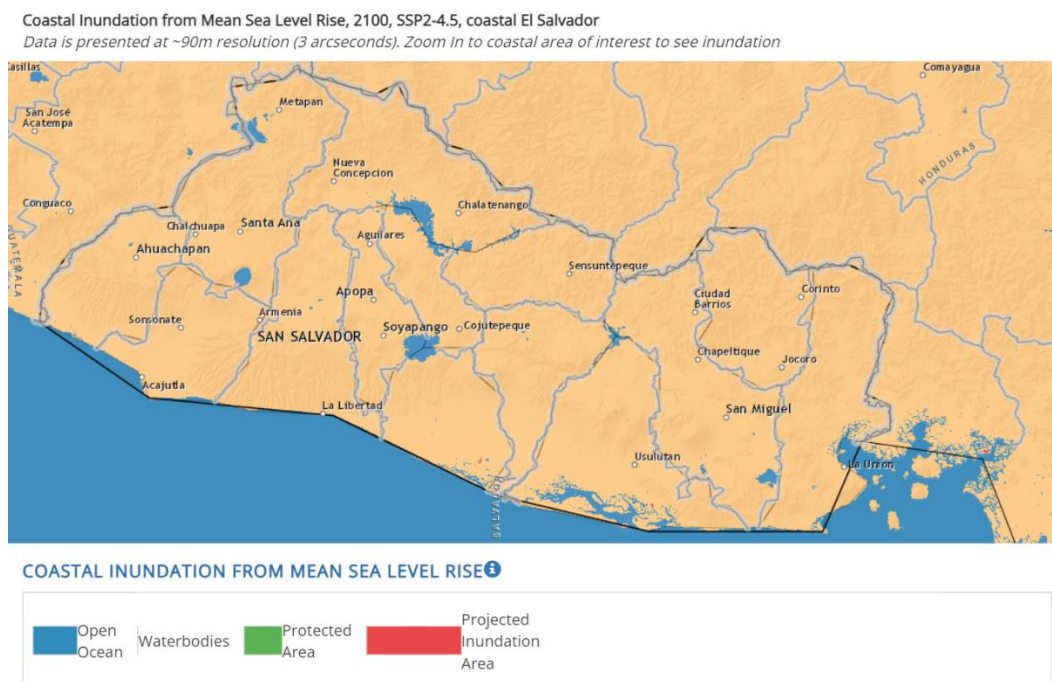 Coastal Inundation from Mean Sea Level Rise, 2100, SSP2-4.5, coastal El Salvador
Data is presented at ~90m resolution (3 arcseconds). Zoom In to coastal area of interest to see inundation
Casillas
Comayagua
San José
Acatempa
Metapan
HONDURAS
Nueva
Concepcion
Conguaco
Chalatenango
Chalchuapa
Santa Ana
Aguilares
GUATEMALA
Ahuachapan
Sensuntepeque
Apopa
Ciudad
Barrios
Corinto
Sonsonate
Armenia
SAN SALVADOR
Soyapango
Cojutepeque
Chapeltique
Jocoro
Acajutla
La Libertad
San Miguel
Usulutan
La Union
SALVADOR
COASTAL INUNDATION FROM MEAN SEA LEVEL RISE
Open
Ocean
Waterbodies
Protected
Area
Projected
Inundation
Area